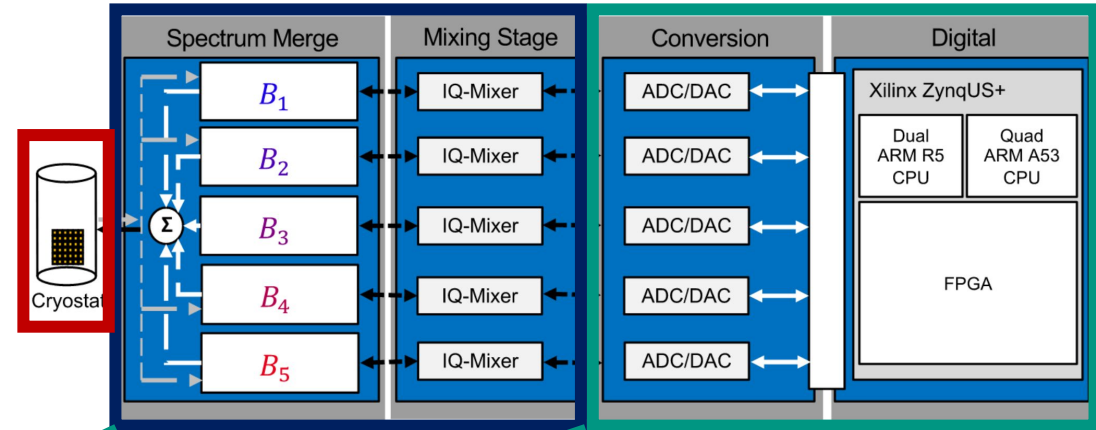 Spectrum Merge
Mixing Stage
Conversion
Digital
B₁
IQ-Mixer
ADC/DAC
Xilinx ZynqUS+
Dual
ARM R5
CPU
Quad
ARM A53
CPU
B₂
IQ-Mixer
ADC/DAC
Σ
B₃
IQ-Mixer
ADC/DAC
FPGA
Cryostat
B₄
IQ-Mixer
ADC/DAC
B₅
IQ-Mixer
ADC/DAC